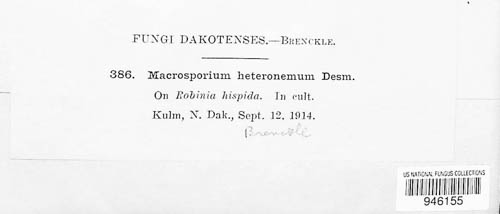 FUNGI DAKOTENSES.—BRENCKLE.
386. Macrosporium heteronemum Desm.
On Robinia hispida. In cult.
Kulm, N. Dak., Sept. 12, 1914.
Brenckle
US NATIONAL FUNGUS COLLECTIONS
946155